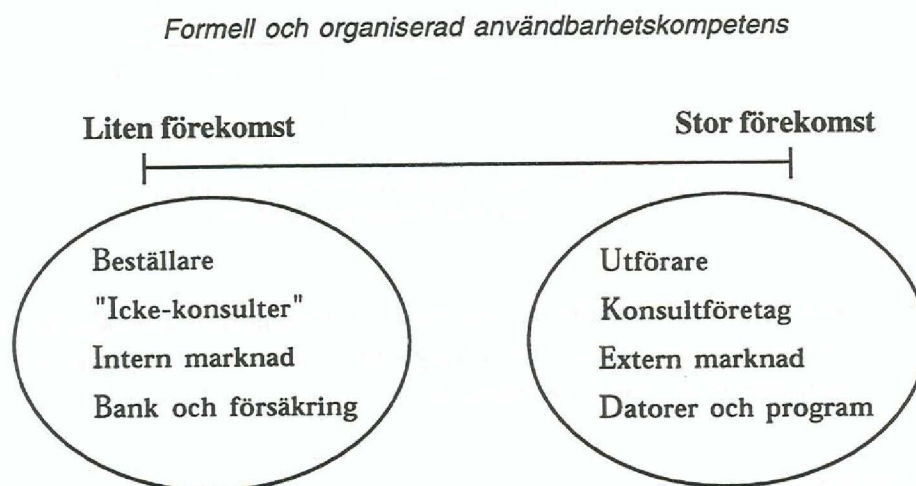 Formell och organiserad användbarhetskompetens
Liten förekomst
Stor förekomst
Beställare
"Icke-konsulter"
Intern marknad
Bank och försäkring
Utförare
Konsultföretag
Extern marknad
Datorer och program